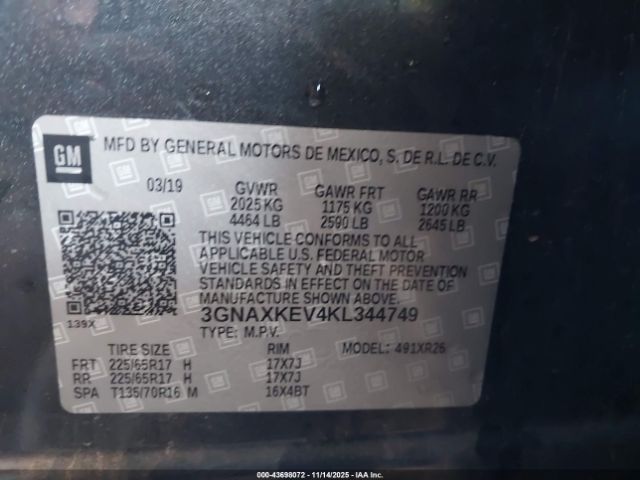 GM
MFD BY GENERAL MOTORS DE MEXICO, S. DE R.L. DE C.V.
03/19 GVWR GAWR FRT GAWR RR
2025 KG 1175 KG 1200 KG
4464 LB 2590 LB 2645 LB
THIS VEHICLE CONFORMS TO ALL
APPLICABLE U.S. FEDERAL MOTOR
VEHICLE SAFETY AND THEFT PREVENTION
STANDARDS IN EFFECT ON THE DATE OF
MANUFACTURE SHOWN ABOVE.
139X
3GNAXKEV4KL344749
TYPE: M.P.V.
TIRE SIZE RIM MODEL: 491XR26
FRT 225/65R17 H 17X7J
RR 225/65R17 H 17X7J
SPA T135/70R16 M 16X4BT
000-43698072 - 11/14/2025 - IAAI.com